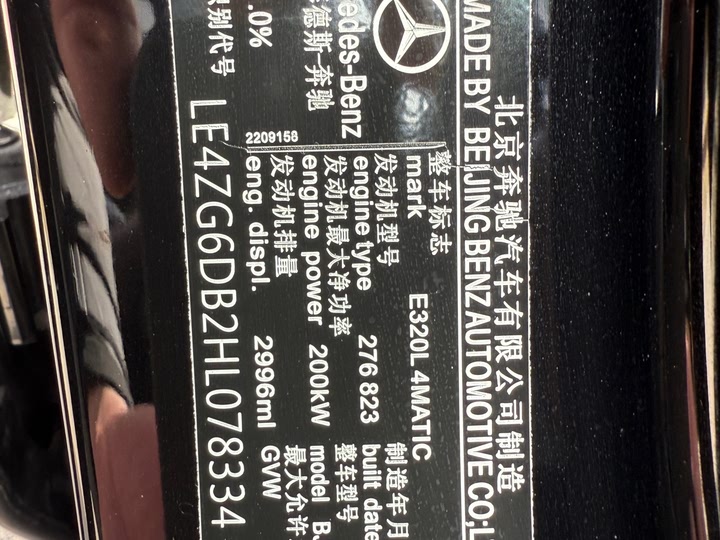 北京奔驰汽车有限公司制造
MADE BY BEIJING BENZ AUTOMOTIVE CO;L
整车标志
mark E320L 4MATIC
发动机型号 制造年月
edes-Benz engine type 276 823 built date
德斯-奔驰 发动机最大净功率 整车型号
engine power 200kW model B
2209158 发动机排量 最大允许
.0% eng. displ. 2996ml GVW
别代号 LE4ZG6DB2HL078334